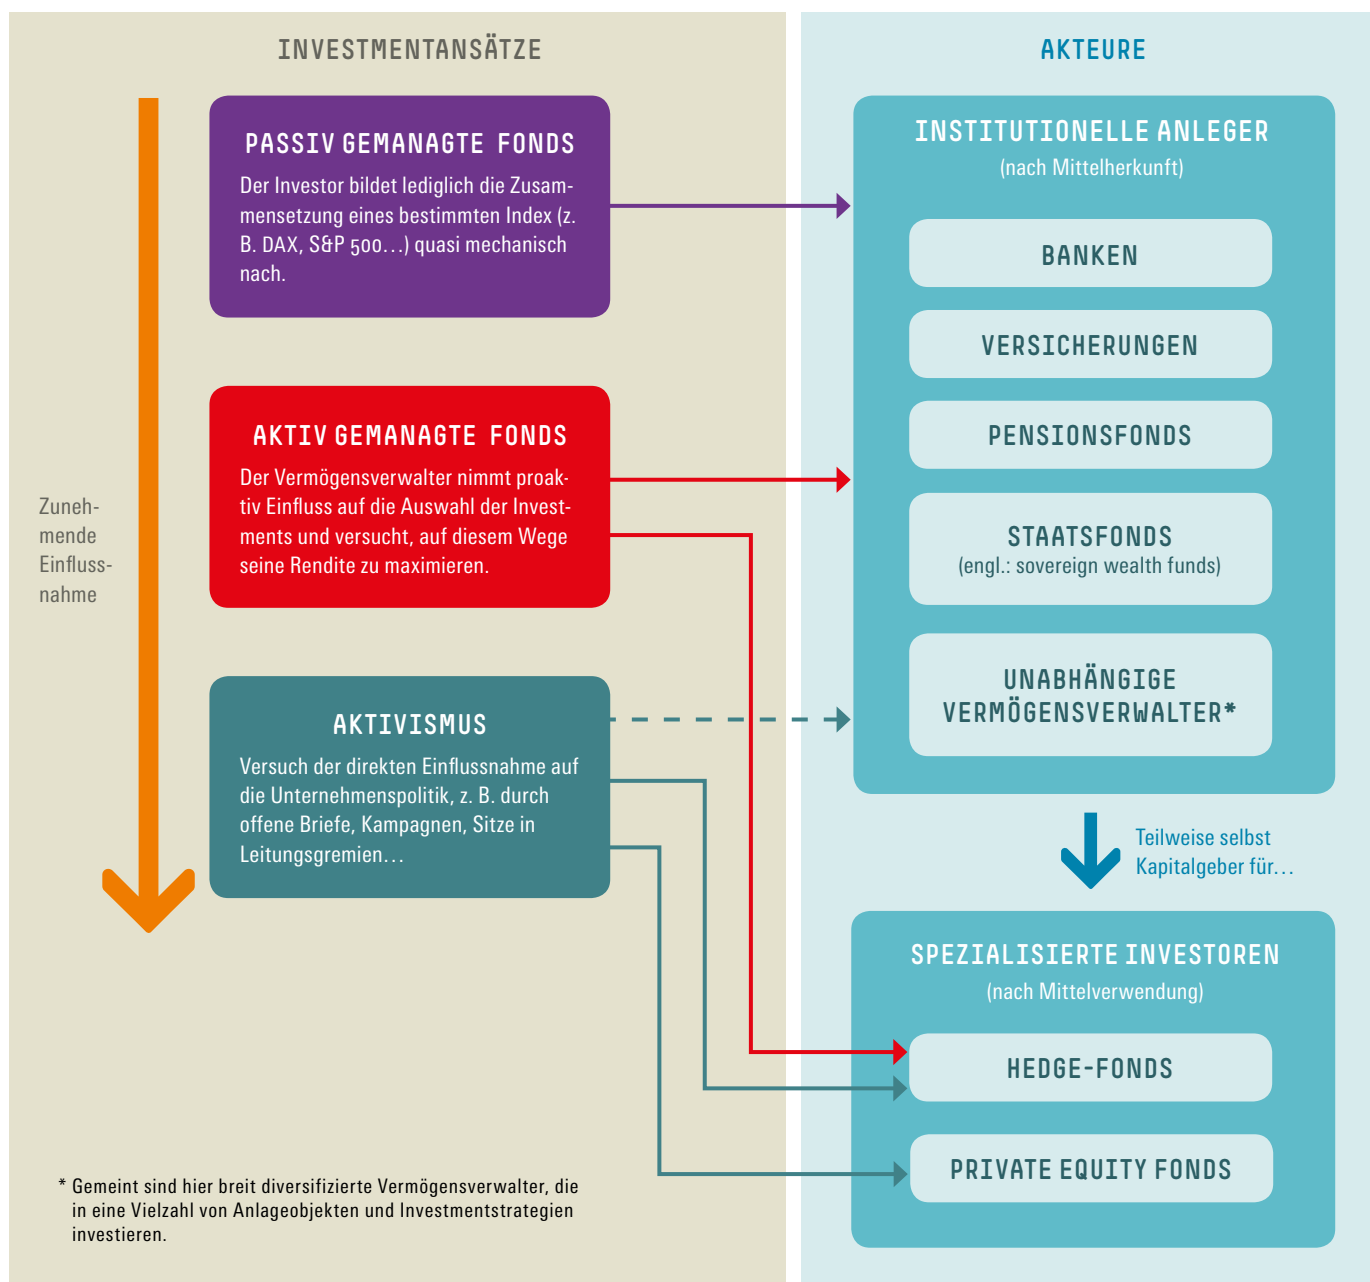 INVESTMENTANSÄTZE
PASSIV GEMANAGTE FONDS
Der Investor bildet lediglich die Zusam-
mensetzung eines bestimmten Index (z.
B. DAX, S&P 500…) quasi mechanisch
nach.
AKTIV GEMANAGTE FONDS
Der Vermögensverwalter nimmt proak-
tiv Einfluss auf die Auswahl der Invest-
ments und versucht, auf diesem Wege
seine Rendite zu maximieren.
Zuneh-
mende
Einfluss-
nahme
AKTIVISMUS
Versuch der direkten Einflussnahme auf
die Unternehmenspolitik, z. B. durch
offene Briefe, Kampagnen, Sitze in
Leitungsgremien…
* Gemeint sind hier breit diversifizierte Vermögensverwalter, die
in eine Vielzahl von Anlageobjekten und Investmentstrategien
investieren.
AKTEURE
INSTITUTIONELLE ANLEGER
(nach Mittelherkunft)
BANKEN
VERSICHERUNGEN
PENSIONSFONDS
STAATSFONDS
(engl.: sovereign wealth funds)
UNABHÄNGIGE
VERMÖGENSVERWALTER*
Teilweise selbst
Kapitalgeber für…
SPEZIALISIERTE INVESTOREN
(nach Mittelverwendung)
HEDGE-FONDS
PRIVATE EQUITY FONDS